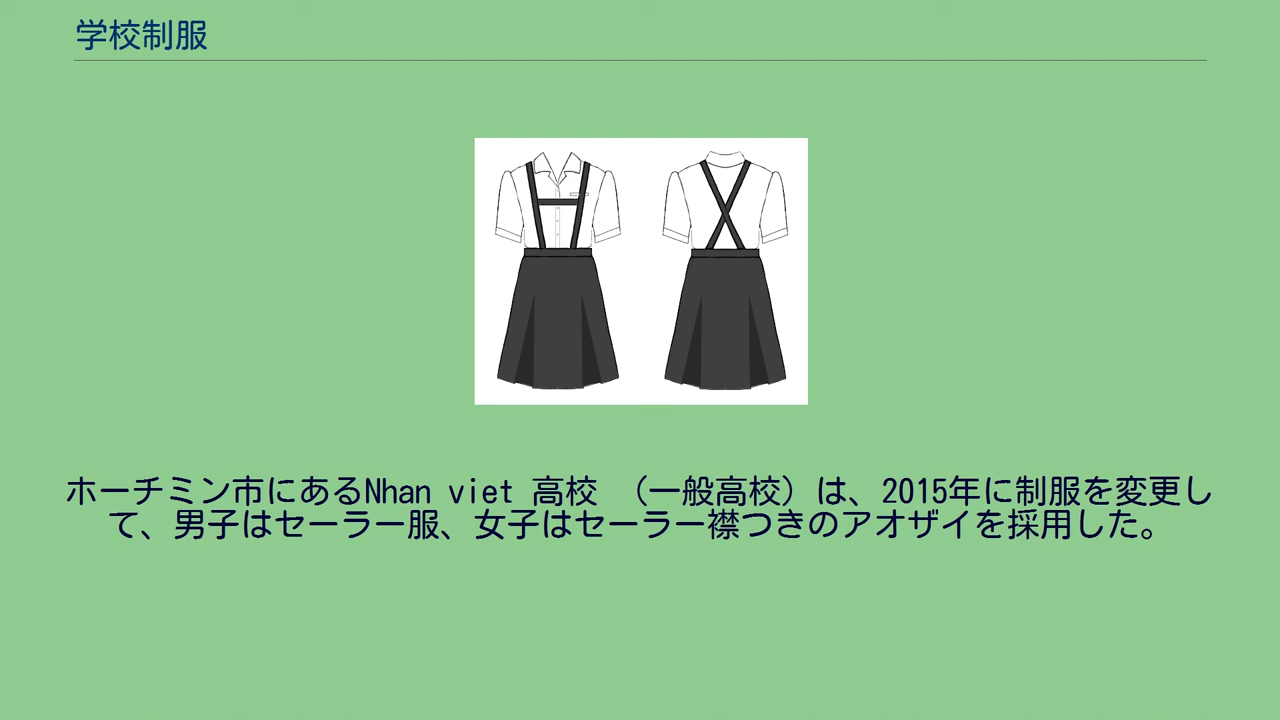 学校制服
ホーチミン市にあるNhan viet 高校 （一般高校）は、2015年に制服を変更し
て、男子はセーラー服、女子はセーラー襟つきのアオザイを採用した。